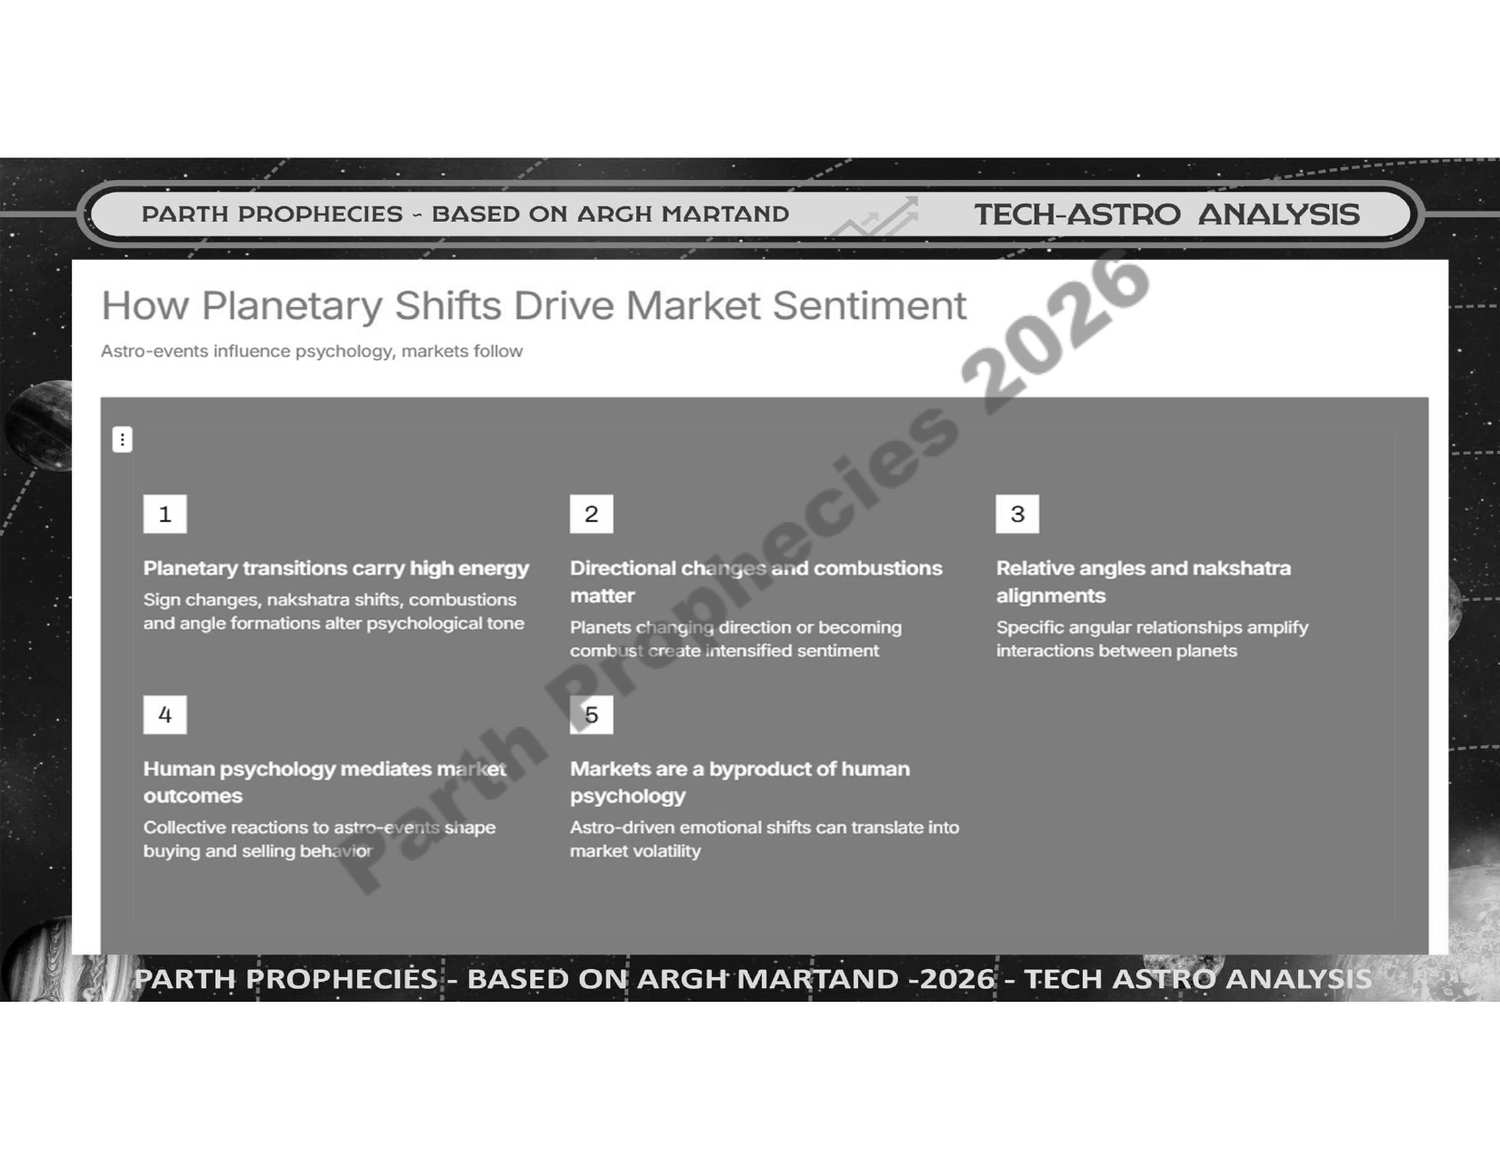 PARTH PROPHECIES ~ BASED ON ARGH MARTAND
TECH-ASTRO ANALYSIS
How Planetary Shifts Drive Market Sentiment
Astro-events influence psychology, markets follow
1
Planetary transitions carry high energy
Sign changes, nakshatra shifts, combustions
and angle formations alter psychological tone
2
Directional changes and combustions
matter
Planets changing direction or becoming
combust create intensified sentiment
3
Relative angles and nakshatra
alignments
Specific angular relationships amplify
interactions between planets
4
Human psychology mediates market
outcomes
Collective reactions to astro-events shape
buying and selling behavior
5
Markets are a byproduct of human
psychology
Astro-driven emotional shifts can translate into
market volatility
Parth Prophecies 2026
PARTH PROPHECIES - BASED ON ARGH MARTAND -2026 - TECH ASTRO ANALYSIS